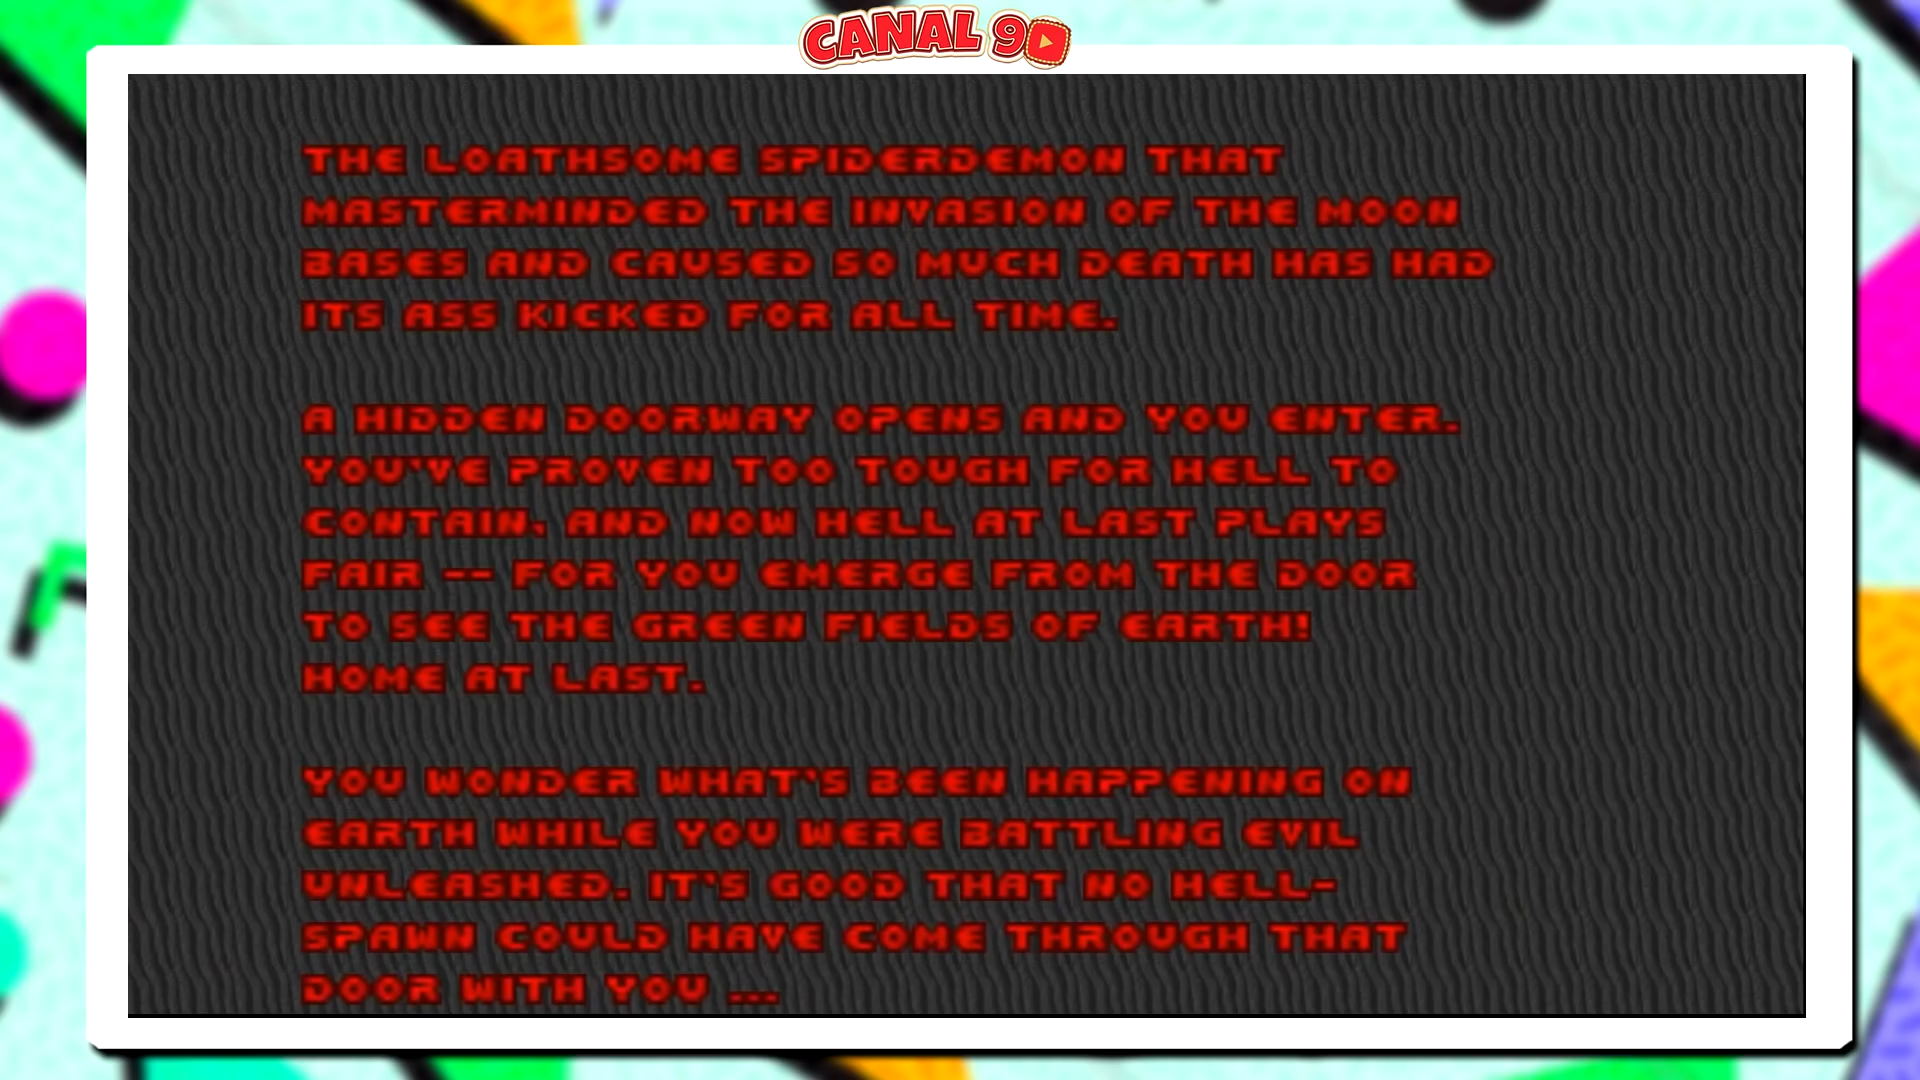 CANAL 90
THE LOATHSOME SPIDERDEMON THAT
MASTERMINDED THE INVASION OF THE MOON
BASES AND CAUSED SO MUCH DEATH HAS HAD
ITS ASS KICKED FOR ALL TIME.
A HIDDEN DOORWAY OPENS AND YOU ENTER.
YOU'VE PROVEN TOO TOUGH FOR HELL TO
CONTAIN, AND NOW HELL AT LAST PLAYS
FAIR -- FOR YOU EMERGE FROM THE DOOR
TO SEE THE GREEN FIELDS OF EARTH!
HOME AT LAST.
YOU WONDER WHAT'S BEEN HAPPENING ON
EARTH WHILE YOU WERE BATTLING EVIL
UNLEASHED. IT'S GOOD THAT NO HELL-
SPAWN COULD HAVE COME THROUGH THAT
DOOR WITH YOU ...